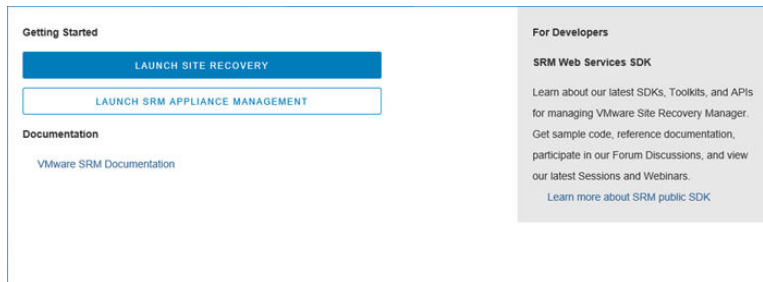 Getting Started
LAUNCH SITE RECOVERY
LAUNCH SRM APPLIANCE MANAGEMENT
Documentation
VMware SRM Documentation
For Developers
SRM Web Services SDK
Learn about our latest SDKs, Toolkits, and APIs
for managing VMware Site Recovery Manager.
Get sample code, reference documentation,
participate in our Forum Discussions, and view
our latest Sessions and Webinars.
Learn more about SRM public SDK